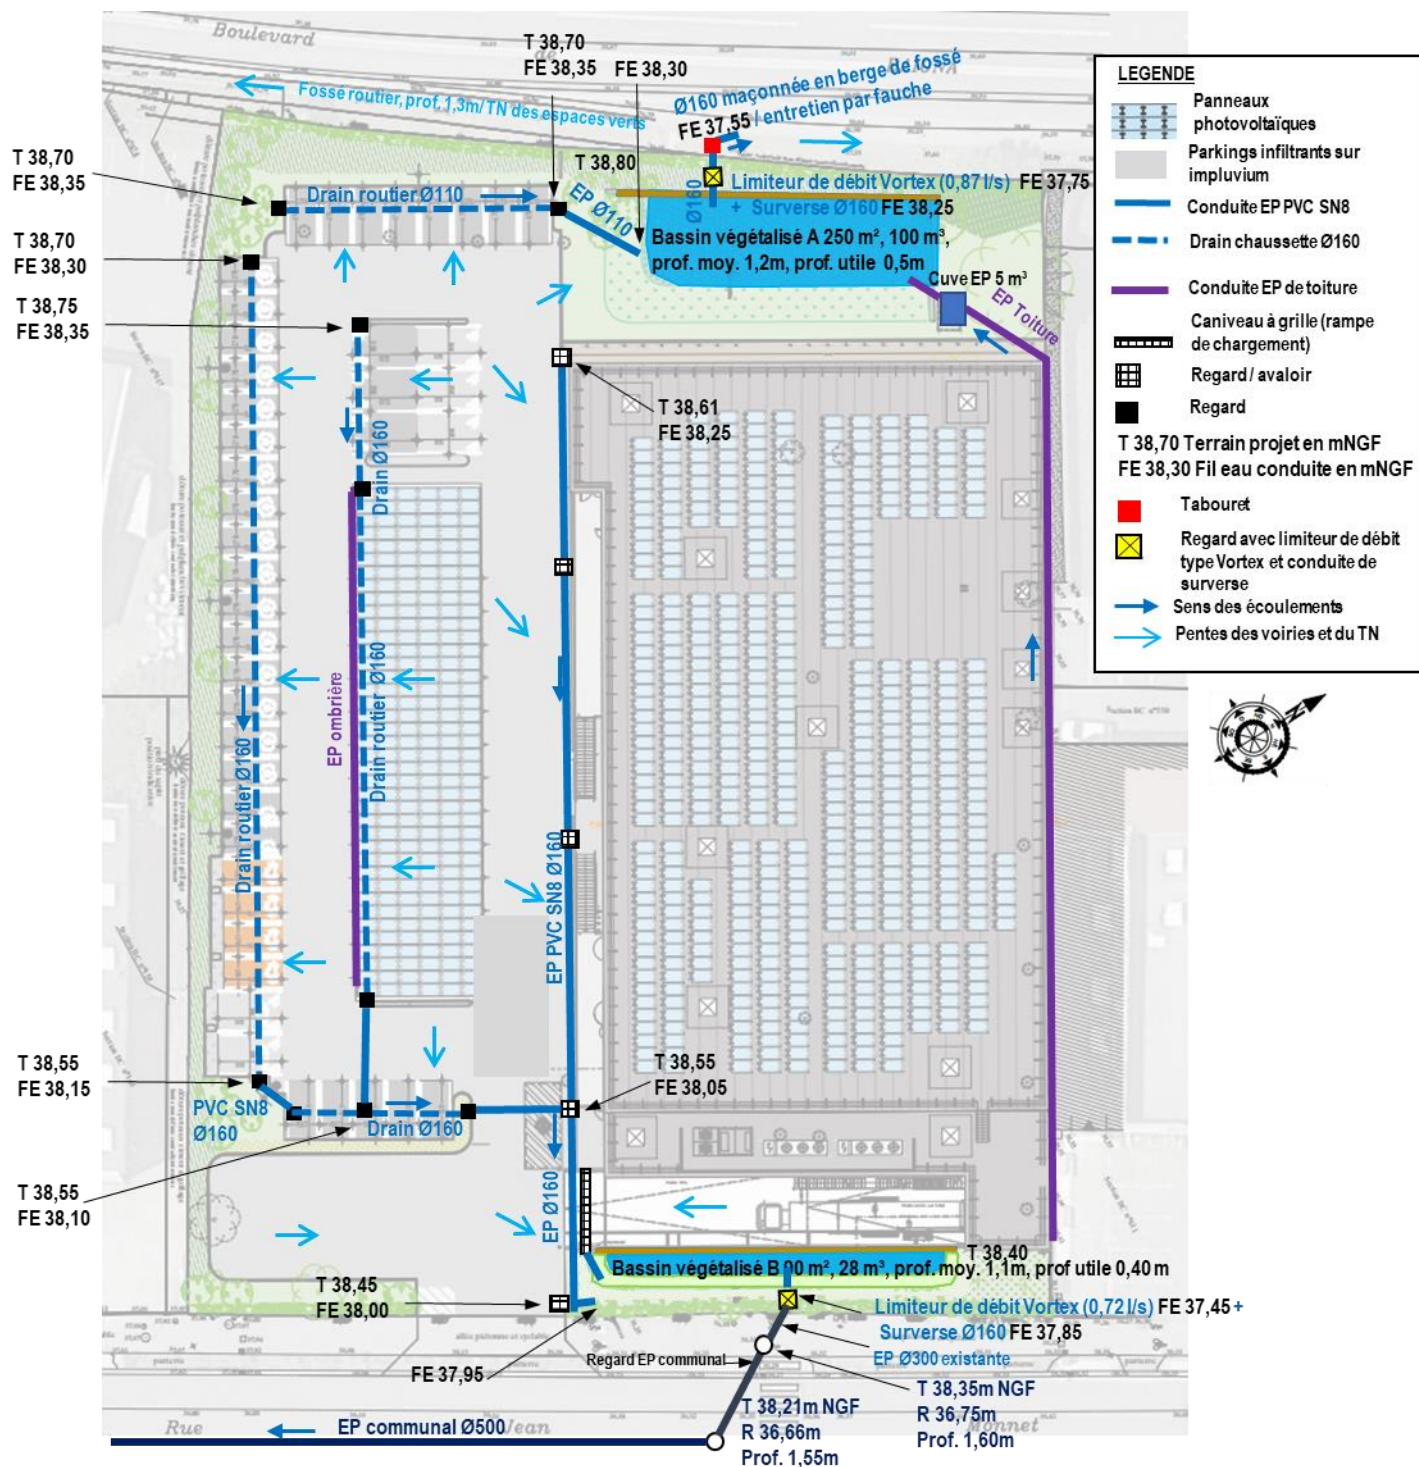 Boulevard
de
T 38,70
FE 38,35
FE 38,30
Ø160 maçonnée en berge de fossé
FE 37,55 / entretien par fauche
Fossé routier, prof. 1,3m/ TN des espaces verts
T 38,80
T 38,70
FE 38,35
Drain routier Ø110
EP Ø110
Ø160
Limiteur de débit Vortex (0,87 l/s) FE 37,75
+ Surverse Ø160 FE 38,25
Bassin végétalisé A 250 m², 100 m³,
prof. moy. 1,2m, prof. utile 0,5m
Cuve EP 5 m³
EP Toiture
T 38,70
FE 38,30
T 38,75
FE 38,35
T 38,61
FE 38,25
Drain Ø160
EP ombrière
Drain routier Ø160
Drain routier Ø160
EP PVC SN8 Ø160
T 38,55
FE 38,15
PVC SN8
Ø160
Drain Ø160
T 38,55
FE 38,05
T 38,55
FE 38,10
EP Ø160
T 38,40
Bassin végétalisé B 90 m², 28 m³, prof. moy. 1,1m, prof utile 0,40 m
T 38,45
FE 38,00
Limiteur de débit Vortex (0,72 l/s) FE 37,45 +
Surverse Ø160 FE 37,85
EP Ø300 existante
Regard EP communal
FE 37,95
T 38,35m NGF
R 36,75m
Prof. 1,60m
T 38,21m NGF
R 36,66m
Prof. 1,55m
Rue
EP communal Ø500
Jean
Monnet
LEGENDE
Panneaux
photovoltaïques
Parkings infiltrants sur
impluvium
Conduite EP PVC SN8
Drain chaussette Ø160
Conduite EP de toiture
Caniveau à grille (rampe
de chargement)
Regard / avaloir
Regard
T 38,70 Terrain projet en mNGF
FE 38,30 Fil eau conduite en mNGF
Tabouret
Regard avec limiteur de débit
type Vortex et conduite de
surverse
Sens des écoulements
Pentes des voiries et du TN
N